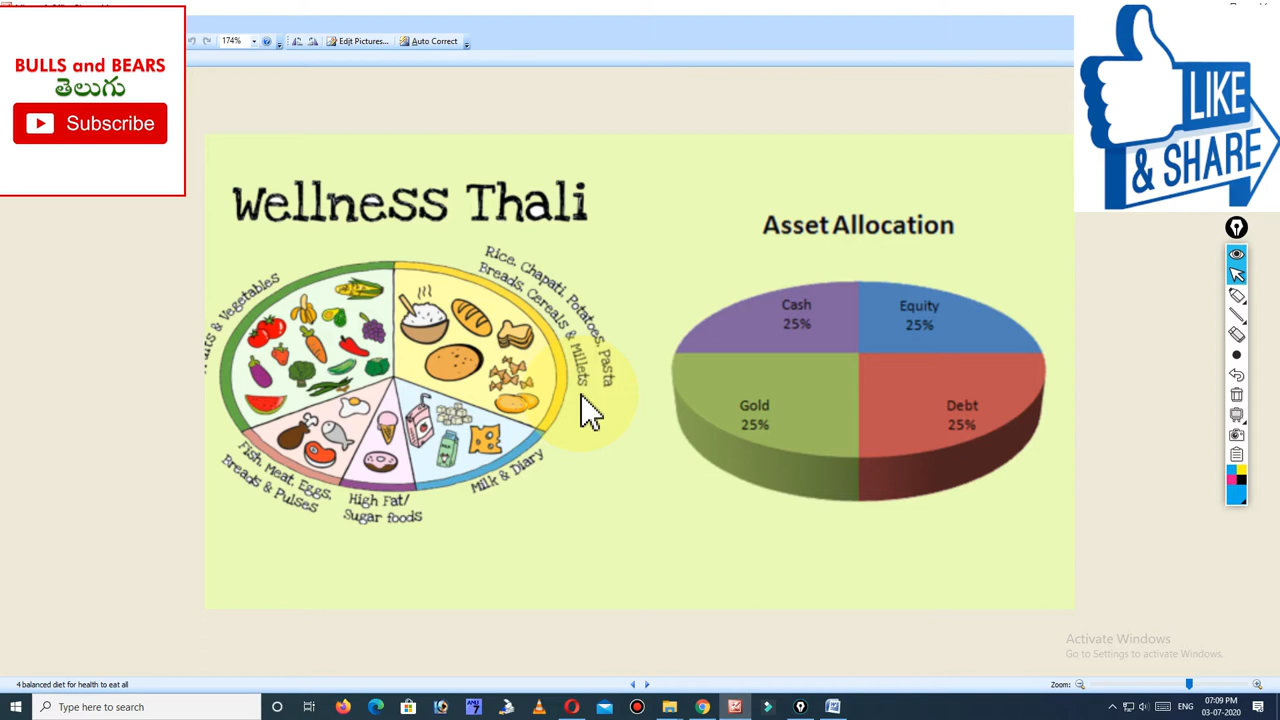 174%
Edit Pictures...
Auto Correct
BULLS and BEARS
తెలుగు
Subscribe
LIKE
& SHARE
Wellness Thali
Asset Allocation
Rice, Chapati, Potatoes, Pasta
Breads, Cereals & Millets
& Vegetables
Fish, Meat, Eggs,
Breads & Pulses
High Fat/
Sugar foods
Milk & Diary
Cash
25%
Equity
25%
Gold
25%
Debt
25%
Activate Windows
Go to Settings to activate Windows.
4 balanced diet for health to eat all
Zoom:
Type here to search
ENG
07:09 PM
03-07-2020